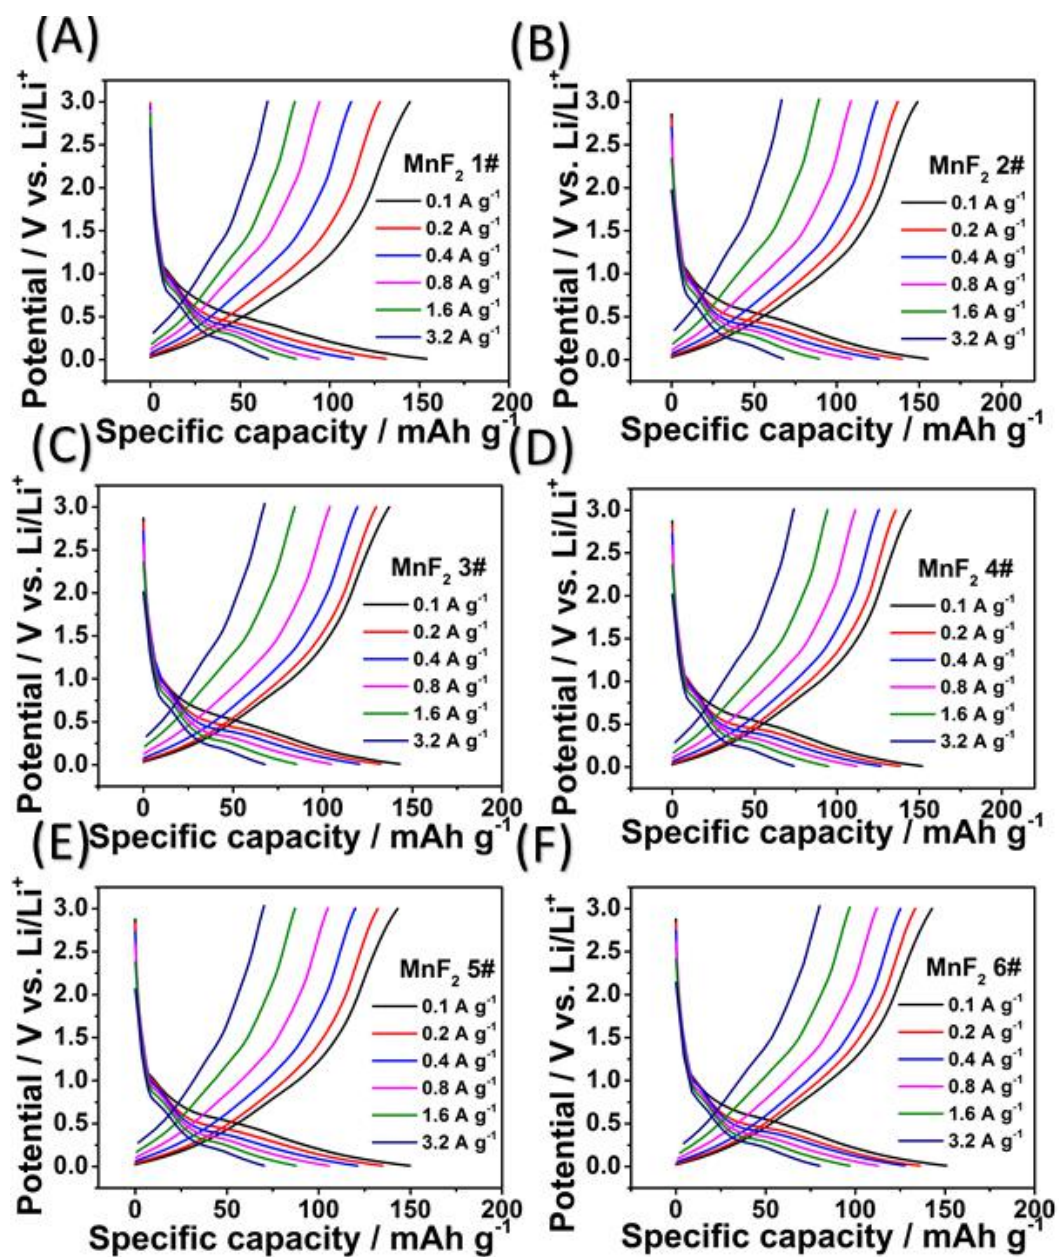 (A)
Potential / V vs. Li/Li⁺
3.0
2.5
2.0
1.5
1.0
0.5
0.0
MnF₂ 1#
0.1 A g⁻¹
0.2 A g⁻¹
0.4 A g⁻¹
0.8 A g⁻¹
1.6 A g⁻¹
3.2 A g⁻¹
0 50 100 150 200
Specific capacity / mAh g⁻¹
(B)
Potential / V vs. Li/Li⁺
3.0
2.5
2.0
1.5
1.0
0.5
0.0
MnF₂ 2#
0.1 A g⁻¹
0.2 A g⁻¹
0.4 A g⁻¹
0.8 A g⁻¹
1.6 A g⁻¹
3.2 A g⁻¹
0 50 100 150 200
Specific capacity / mAh g⁻¹
(C)
Potential / V vs. Li/Li⁺
3.0
2.5
2.0
1.5
1.0
0.5
0.0
MnF₂ 3#
0.1 A g⁻¹
0.2 A g⁻¹
0.4 A g⁻¹
0.8 A g⁻¹
1.6 A g⁻¹
3.2 A g⁻¹
0 50 100 150 200
Specific capacity / mAh g⁻¹
(D)
Potential / V vs. Li/Li⁺
3.0
2.5
2.0
1.5
1.0
0.5
0.0
MnF₂ 4#
0.1 A g⁻¹
0.2 A g⁻¹
0.4 A g⁻¹
0.8 A g⁻¹
1.6 A g⁻¹
3.2 A g⁻¹
0 50 100 150 200
Specific capacity / mAh g⁻¹
(E)
Potential / V vs. Li/Li⁺
3.0
2.5
2.0
1.5
1.0
0.5
0.0
MnF₂ 5#
0.1 A g⁻¹
0.2 A g⁻¹
0.4 A g⁻¹
0.8 A g⁻¹
1.6 A g⁻¹
3.2 A g⁻¹
0 50 100 150 200
Specific capacity / mAh g⁻¹
(F)
Potential / V vs. Li/Li⁺
3.0
2.5
2.0
1.5
1.0
0.5
0.0
MnF₂ 6#
0.1 A g⁻¹
0.2 A g⁻¹
0.4 A g⁻¹
0.8 A g⁻¹
1.6 A g⁻¹
3.2 A g⁻¹
0 50 100 150 200
Specific capacity / mAh g⁻¹